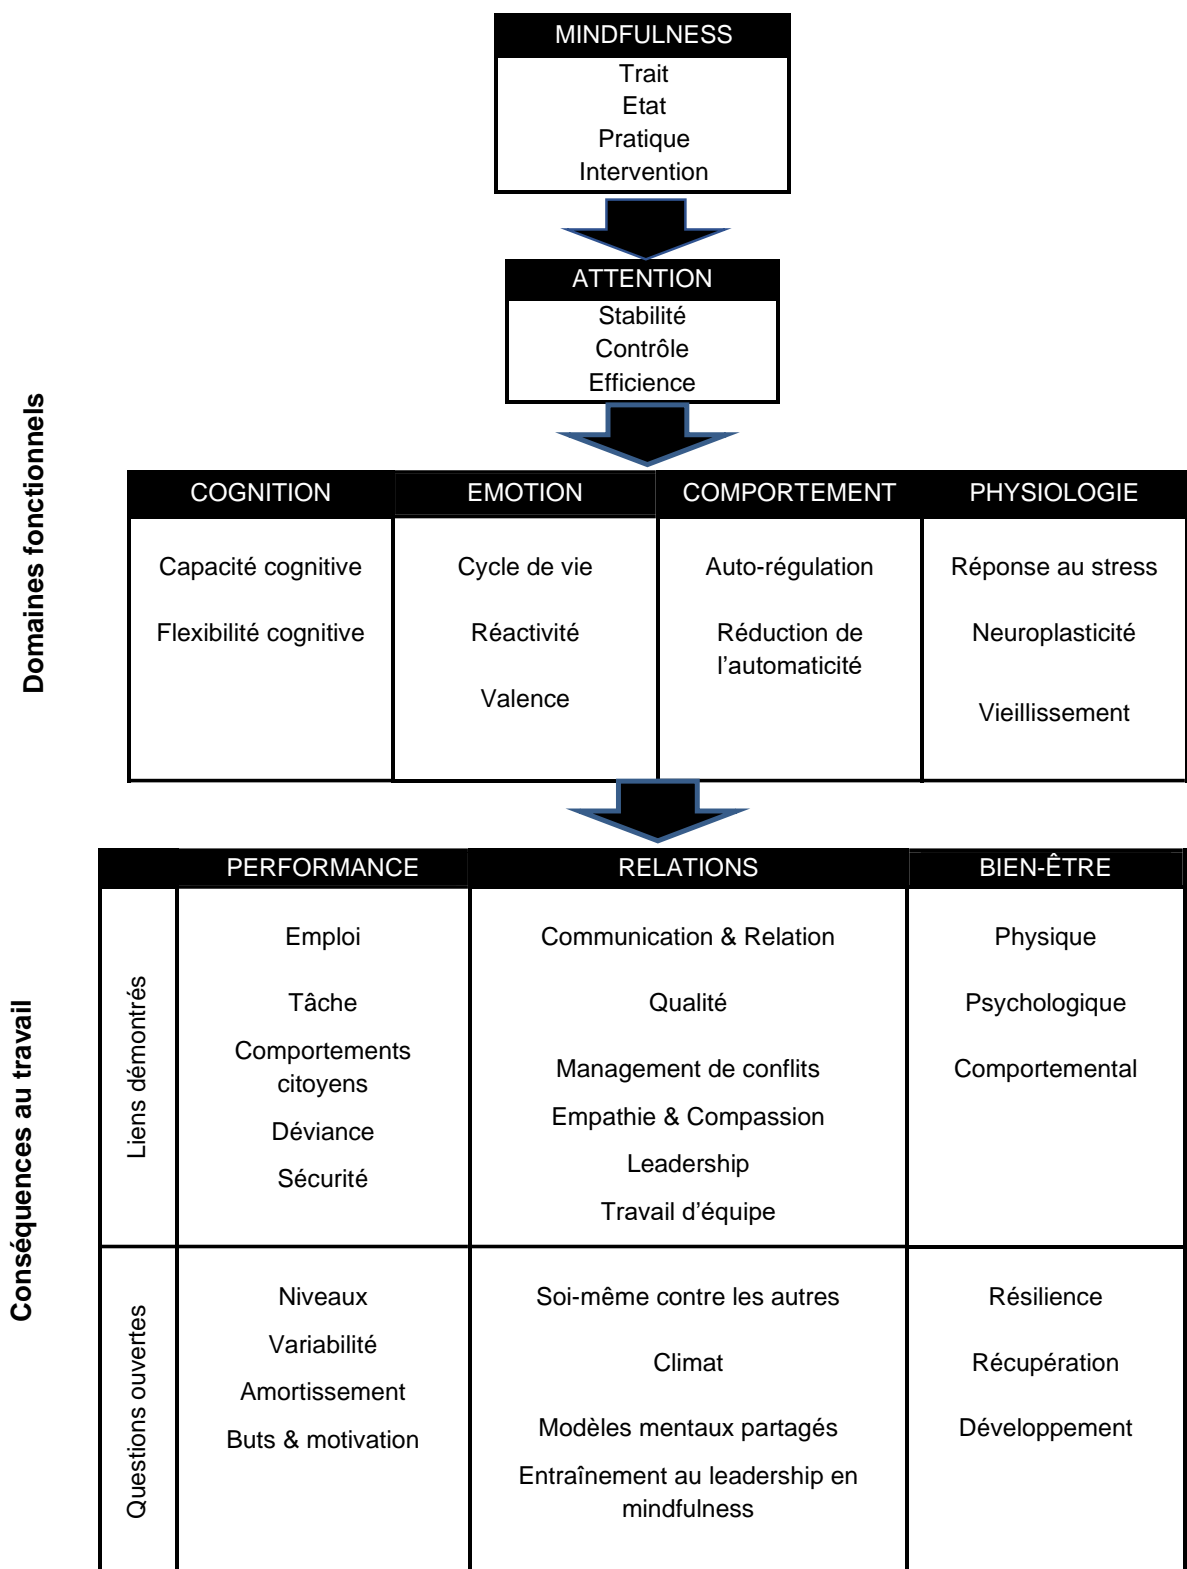 MINDFULNESS
Trait
Etat
Pratique
Intervention
ATTENTION
Stabilité
Contrôle
Efficience
Domaines fonctionnels
COGNITION
Capacité cognitive
Flexibilité cognitive
EMOTION
Cycle de vie
Réactivité
Valence
COMPORTEMENT
Auto-régulation
Réduction de
l’automaticité
PHYSIOLOGIE
Réponse au stress
Neuroplasticité
Vieillissement
Conséquences au travail
PERFORMANCE
RELATIONS
BIEN-ÊTRE
Liens démontrés
Emploi
Tâche
Comportements
citoyens
Déviance
Sécurité
Communication & Relation
Qualité
Management de conflits
Empathie & Compassion
Leadership
Travail d’équipe
Physique
Psychologique
Comportemental
Questions ouvertes
Niveaux
Variabilité
Amortissement
Buts & motivation
Soi-même contre les autres
Climat
Modèles mentaux partagés
Entraînement au leadership en
mindfulness
Résilience
Récupération
Développement